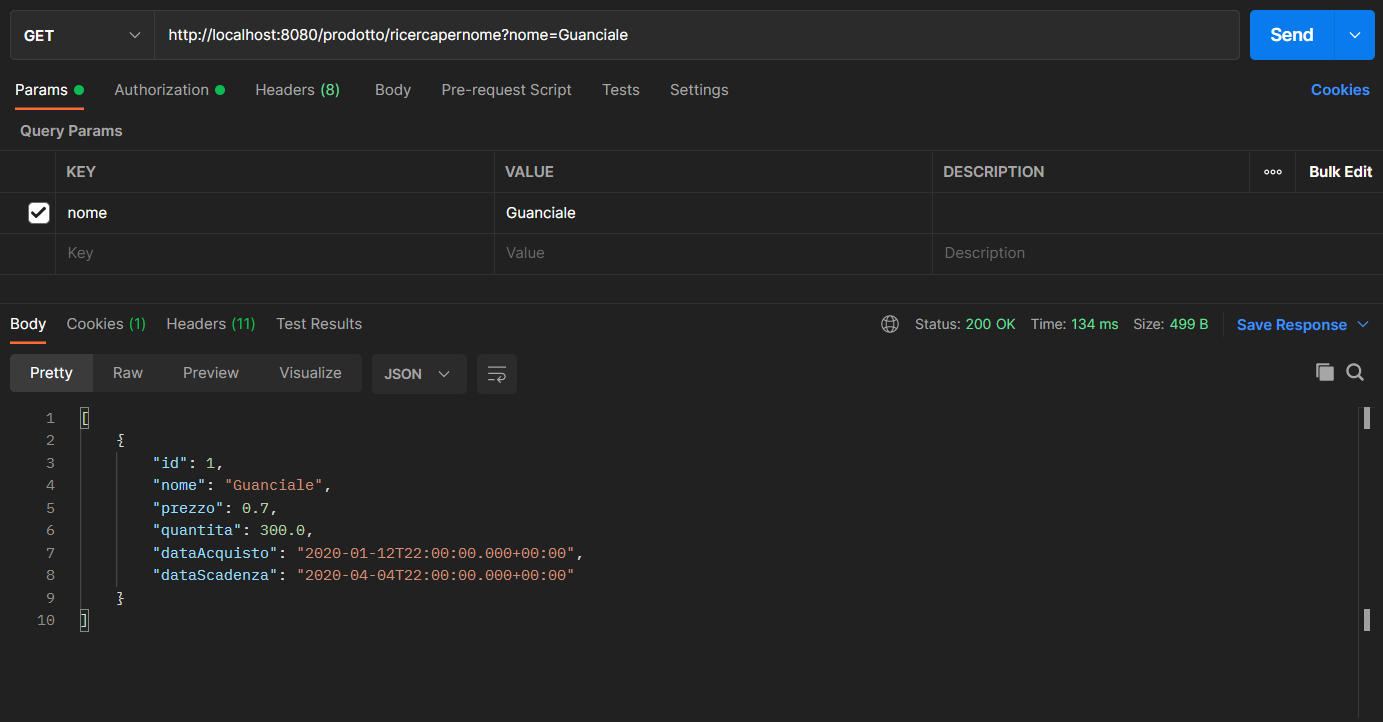 GET http://localhost:8080/prodotto/ricercapernome?nome=Guanciale Send
Params Authorization Headers (8) Body Pre-request Script Tests Settings Cookies
Query Params
KEY VALUE DESCRIPTION Bulk Edit
nome Guanciale
Key Value Description
Body Cookies (1) Headers (11) Test Results Status: 200 OK Time: 134 ms Size: 499 B Save Response
Pretty Raw Preview Visualize JSON
1 [
2 {
3 "id": 1,
4 "nome": "Guanciale",
5 "prezzo": 0.7,
6 "quantita": 300.0,
7 "dataAcquisto": "2020-01-12T22:00:00.000+00:00",
8 "dataScadenza": "2020-04-04T22:00:00.000+00:00"
9 }
10 ]